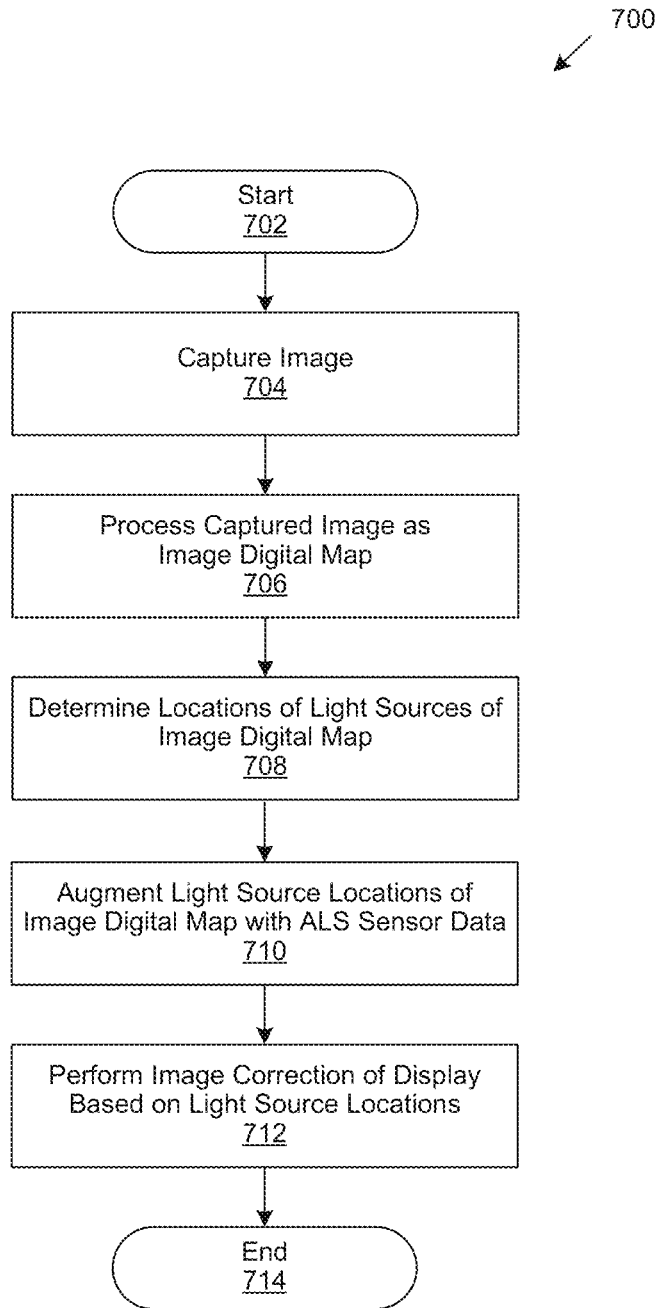 700
Start
702
Capture Image
704
Process Captured Image as
Image Digital Map
706
Determine Locations of Light Sources of
Image Digital Map
708
Augment Light Source Locations of
Image Digital Map with ALS Sensor Data
710
Perform Image Correction of Display
Based on Light Source Locations
712
End
714